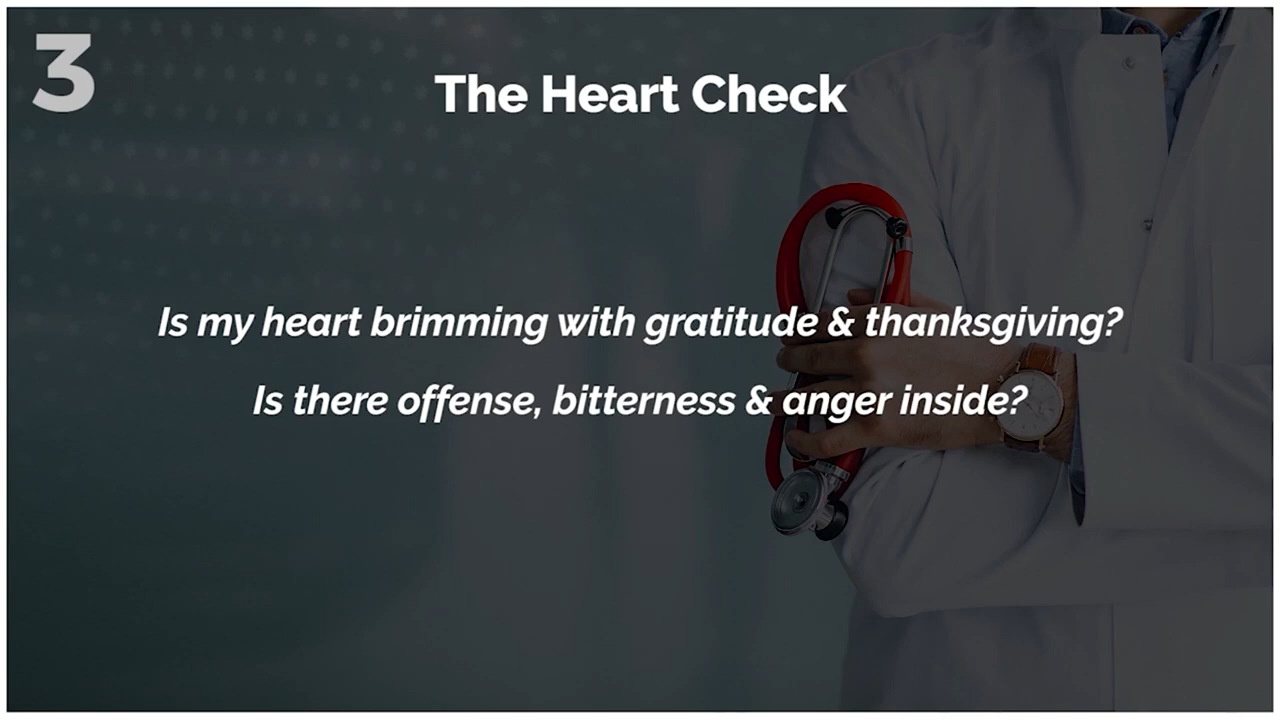 3
The Heart Check
Is my heart brimming with gratitude & thanksgiving?
Is there offense, bitterness & anger inside?